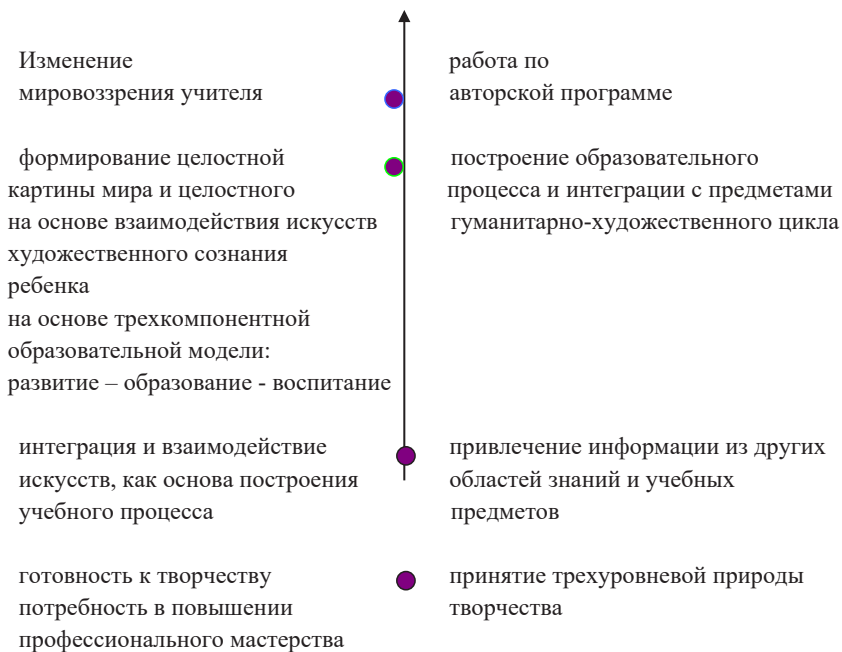 Изменение
мировоззрения учителя
работа по
авторской программе
формирование целостной
картины мира и целостного
на основе взаимодействия искусств
художественного сознания
ребенка
на основе трехкомпонентной
образовательной модели:
развитие – образование - воспитание
построение образовательного
процесса и интеграции с предметами
гуманитарно-художественного цикла
интеграция и взаимодействие
искусств, как основа построения
учебного процесса
привлечение информации из других
областей знаний и учебных
предметов
готовность к творчеству
потребность в повышении
профессионального мастерства
принятие трехуровневой природы
творчества